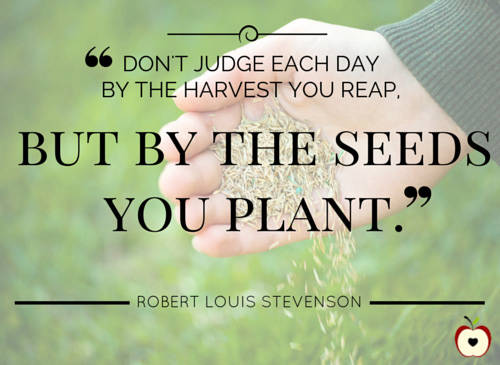 “ DON'T JUDGE EACH DAY
BY THE HARVEST YOU REAP,
BUT BY THE SEEDS
YOU PLANT.”
ROBERT LOUIS STEVENSON